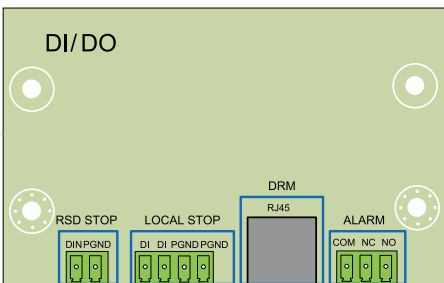 DI/DO
DRM
RSD STOP LOCAL STOP RJ45 ALARM
DIN PGND DI DI PGND PGND COM NC NO